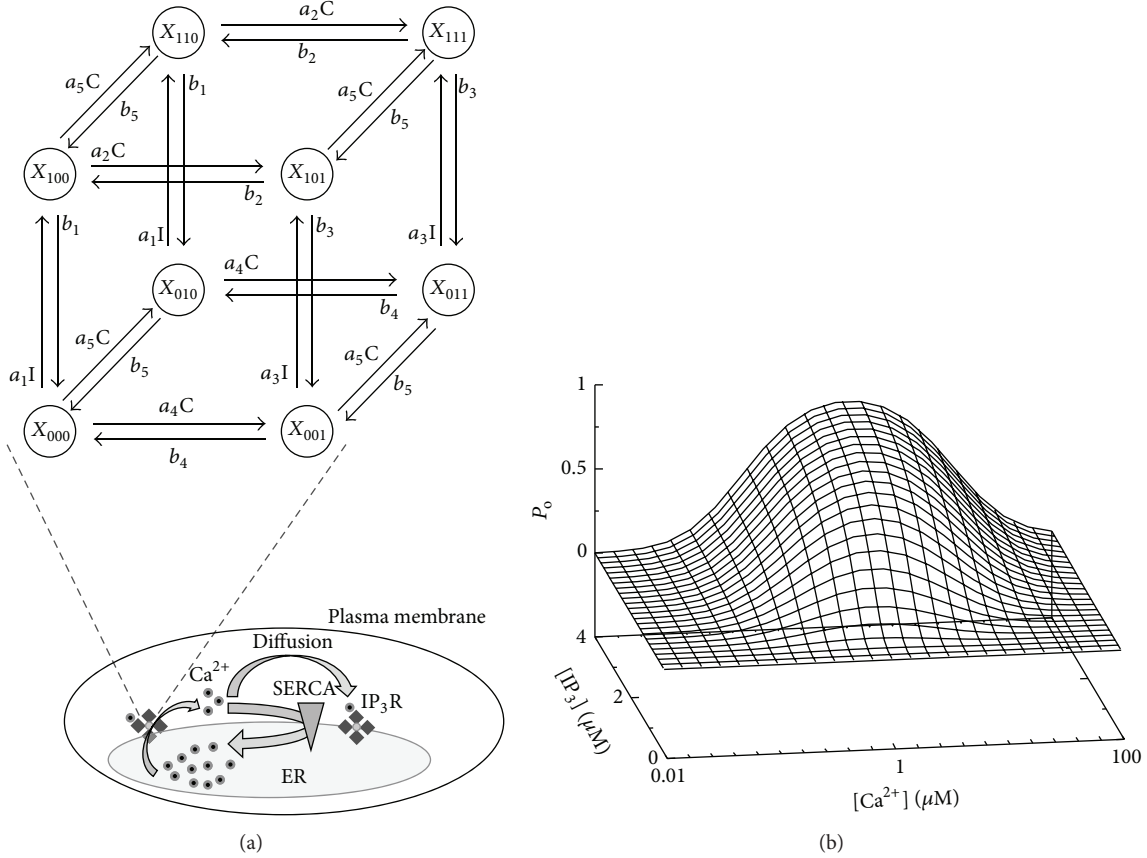 a₂C
X₁₁₀ X₁₁₁
b₂
a₅C b₁ a₅C b₃
b₅ b₅
a₂C
X₁₀₀ X₁₀₁
b₂
b₁ b₃
a₁I a₃I
a₄C
X₀₁₀ X₀₁₁
b₄
a₅C a₅C
b₅ b₅
a₁I a₃I
a₄C
X₀₀₀ X₀₀₁
b₄
Plasma membrane
Diffusion
Ca²⁺
SERCA
IP₃R
ER
(a)
1
0.5
0
Pₒ
4
2
0
[IP₃] (μM)
0.01
1
100
[Ca²⁺] (μM)
(b)